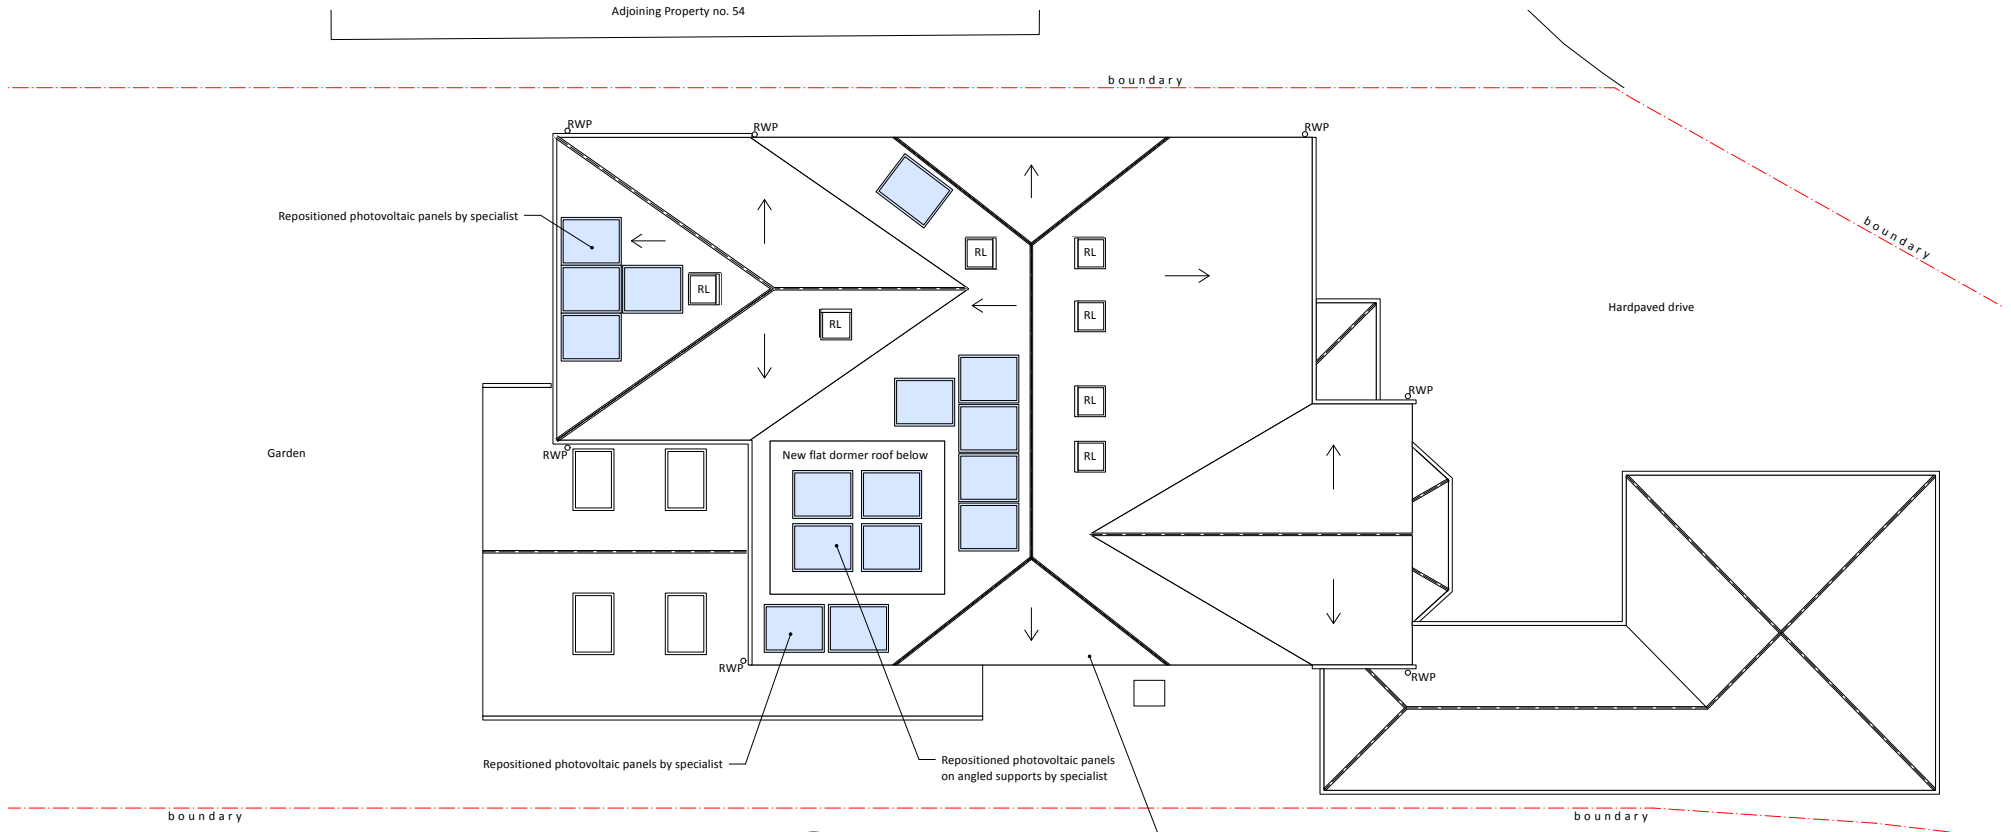 Adjoining Property no. 54
boundary
RWP
RWP
RWP
Repositioned photovoltaic panels by specialist
boundary
RL
RL
RL
Hardpaved drive
RL
RL
RWP
RL
Garden
RWP
New flat dormer roof below
RL
RWP
RWP
Repositioned photovoltaic panels by specialist
Repositioned photovoltaic panels
on angled supports by specialist
boundary
boundary